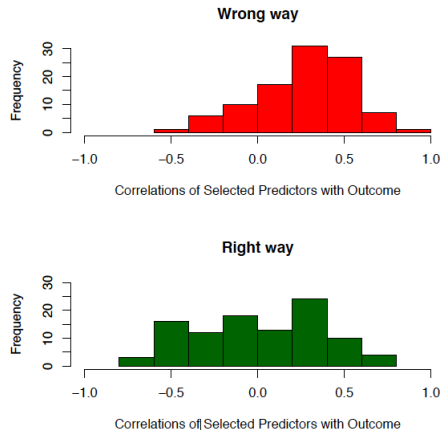 Wrong way
Frequency
30
20
10
0
−1.0 −0.5 0.0 0.5 1.0
Correlations of Selected Predictors with Outcome
Right way
Frequency
30
20
10
0
−1.0 −0.5 0.0 0.5 1.0
Correlations of Selected Predictors with Outcome